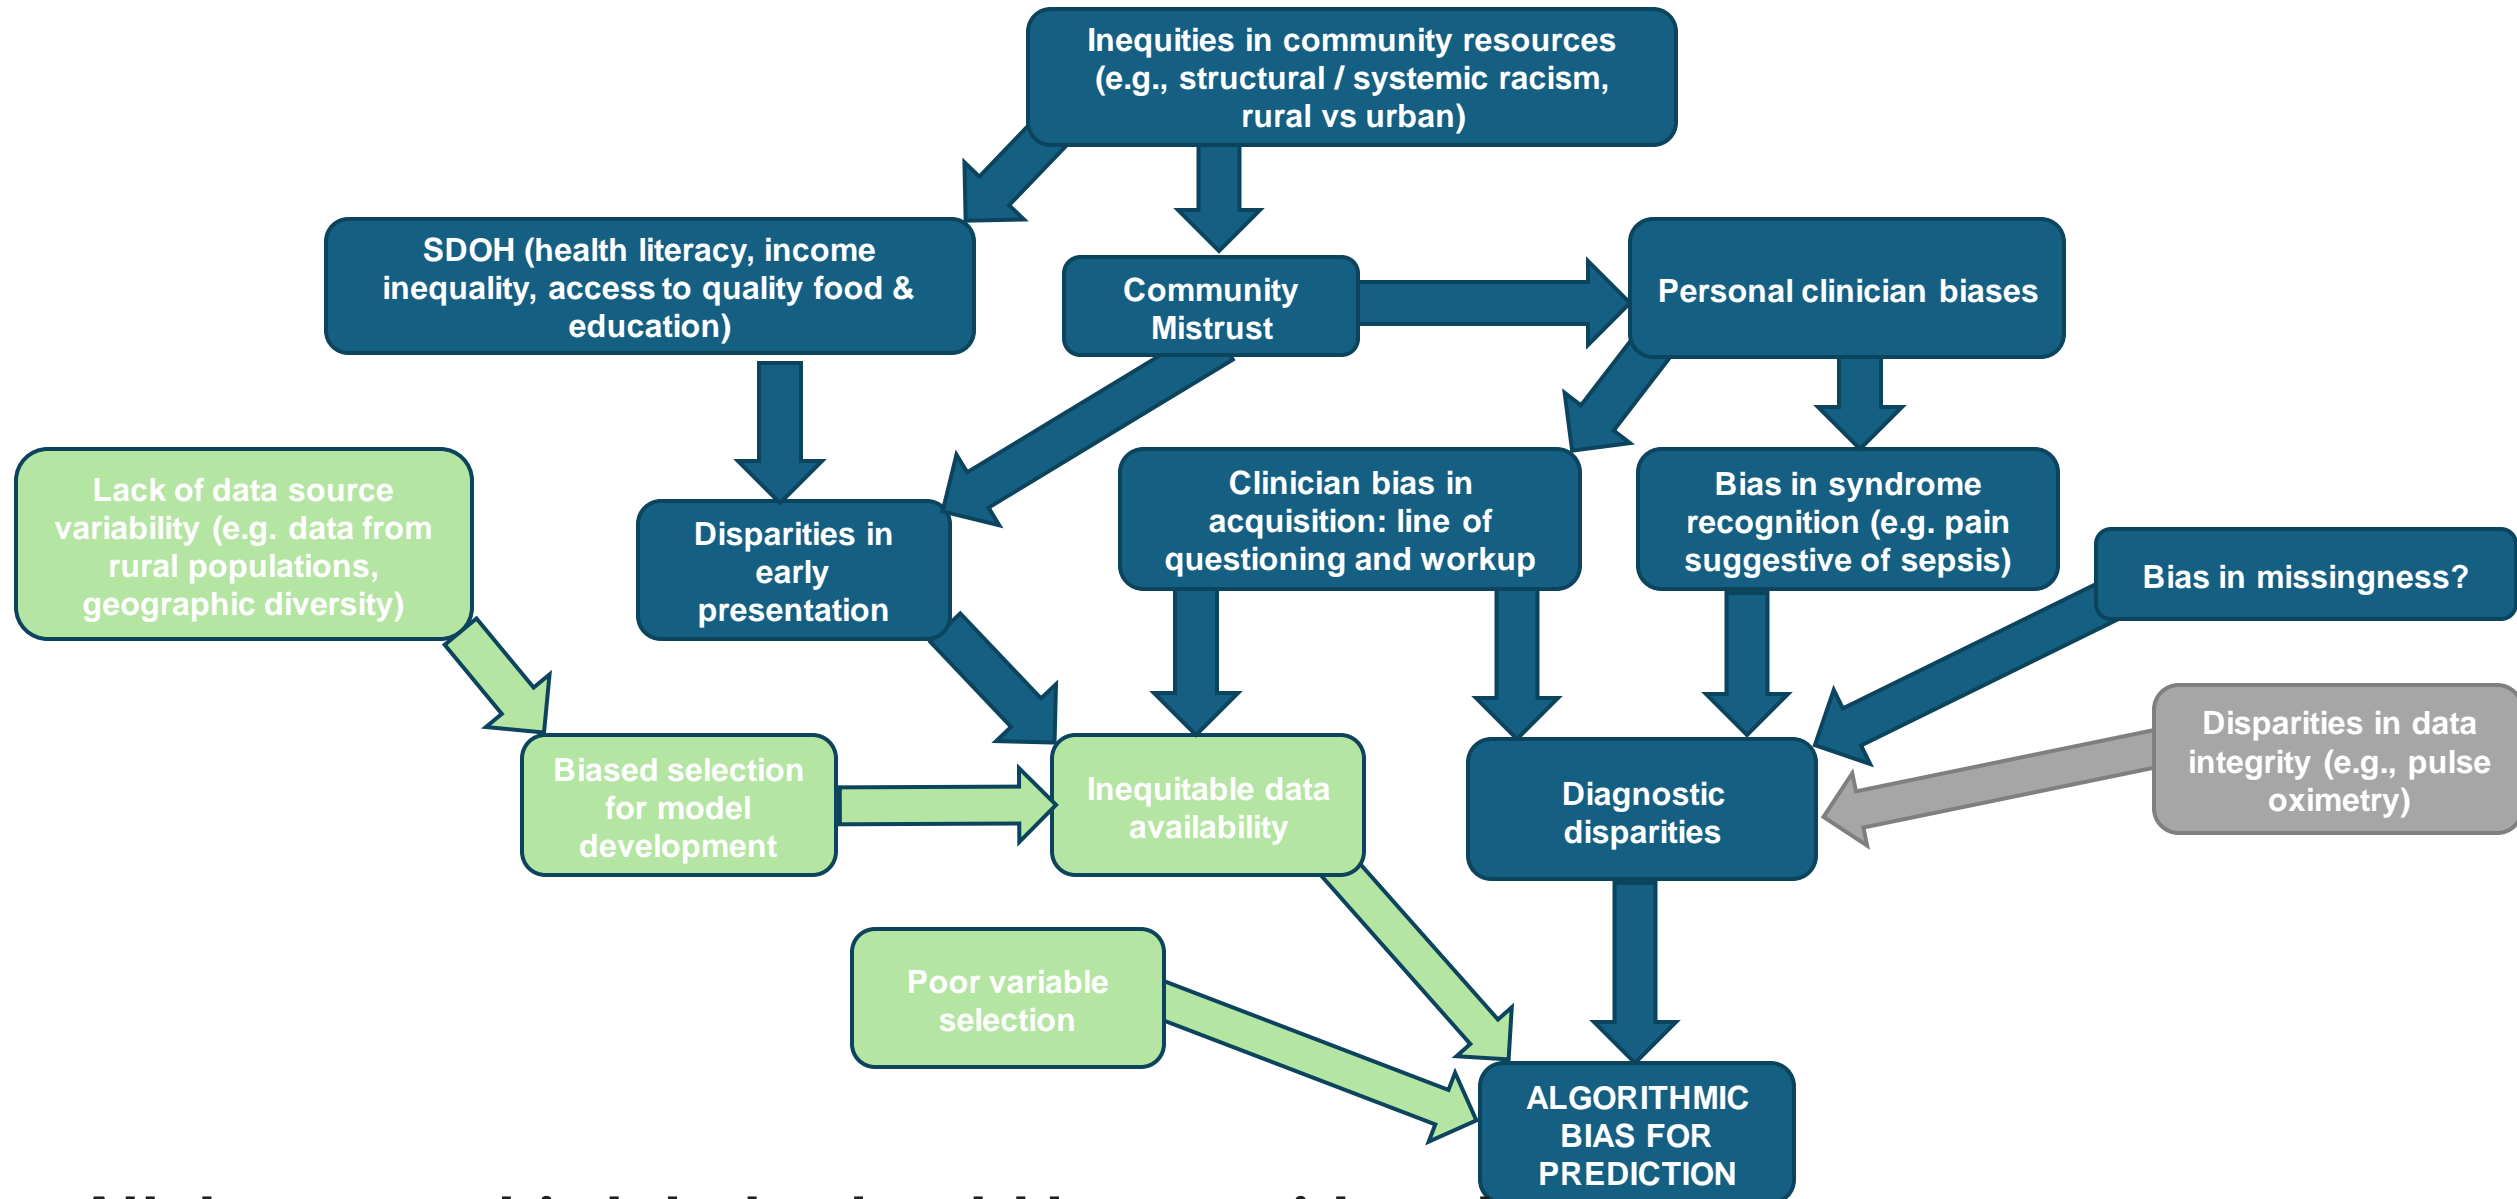 Inequities in community resources
(e.g., structural / systemic racism,
rural vs urban)
SDOH (health literacy, income
inequality, access to quality food &
education)
Community
Mistrust
Personal clinician biases
Lack of data source
variability (e.g. data from
rural populations,
geographic diversity)
Disparities in
early
presentation
Clinician bias in
acquisition: line of
questioning and workup
Bias in syndrome
recognition (e.g. pain
suggestive of sepsis)
Bias in missingness?
Disparities in data
integrity (e.g., pulse
oximetry)
Biased selection
for model
development
Inequitable data
availability
Diagnostic
disparities
Poor variable
selection
ALGORITHMIC
BIAS FOR
PREDICTION